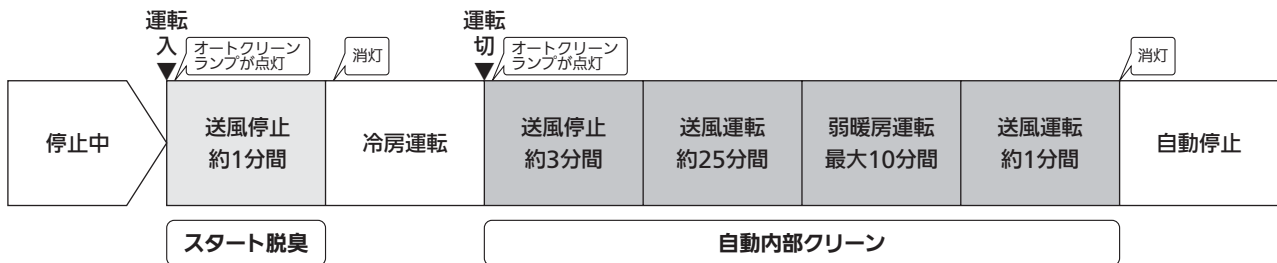 運転
入
オートクリーン
ランプが点灯
消灯
運転
切
オートクリーン
ランプが点灯
消灯
停止中
送風停止
約1分間
冷房運転
送風停止
約3分間
送風運転
約25分間
弱暖房運転
最大10分間
送風運転
約1分間
自動停止
スタート脱臭
自動内部クリーン